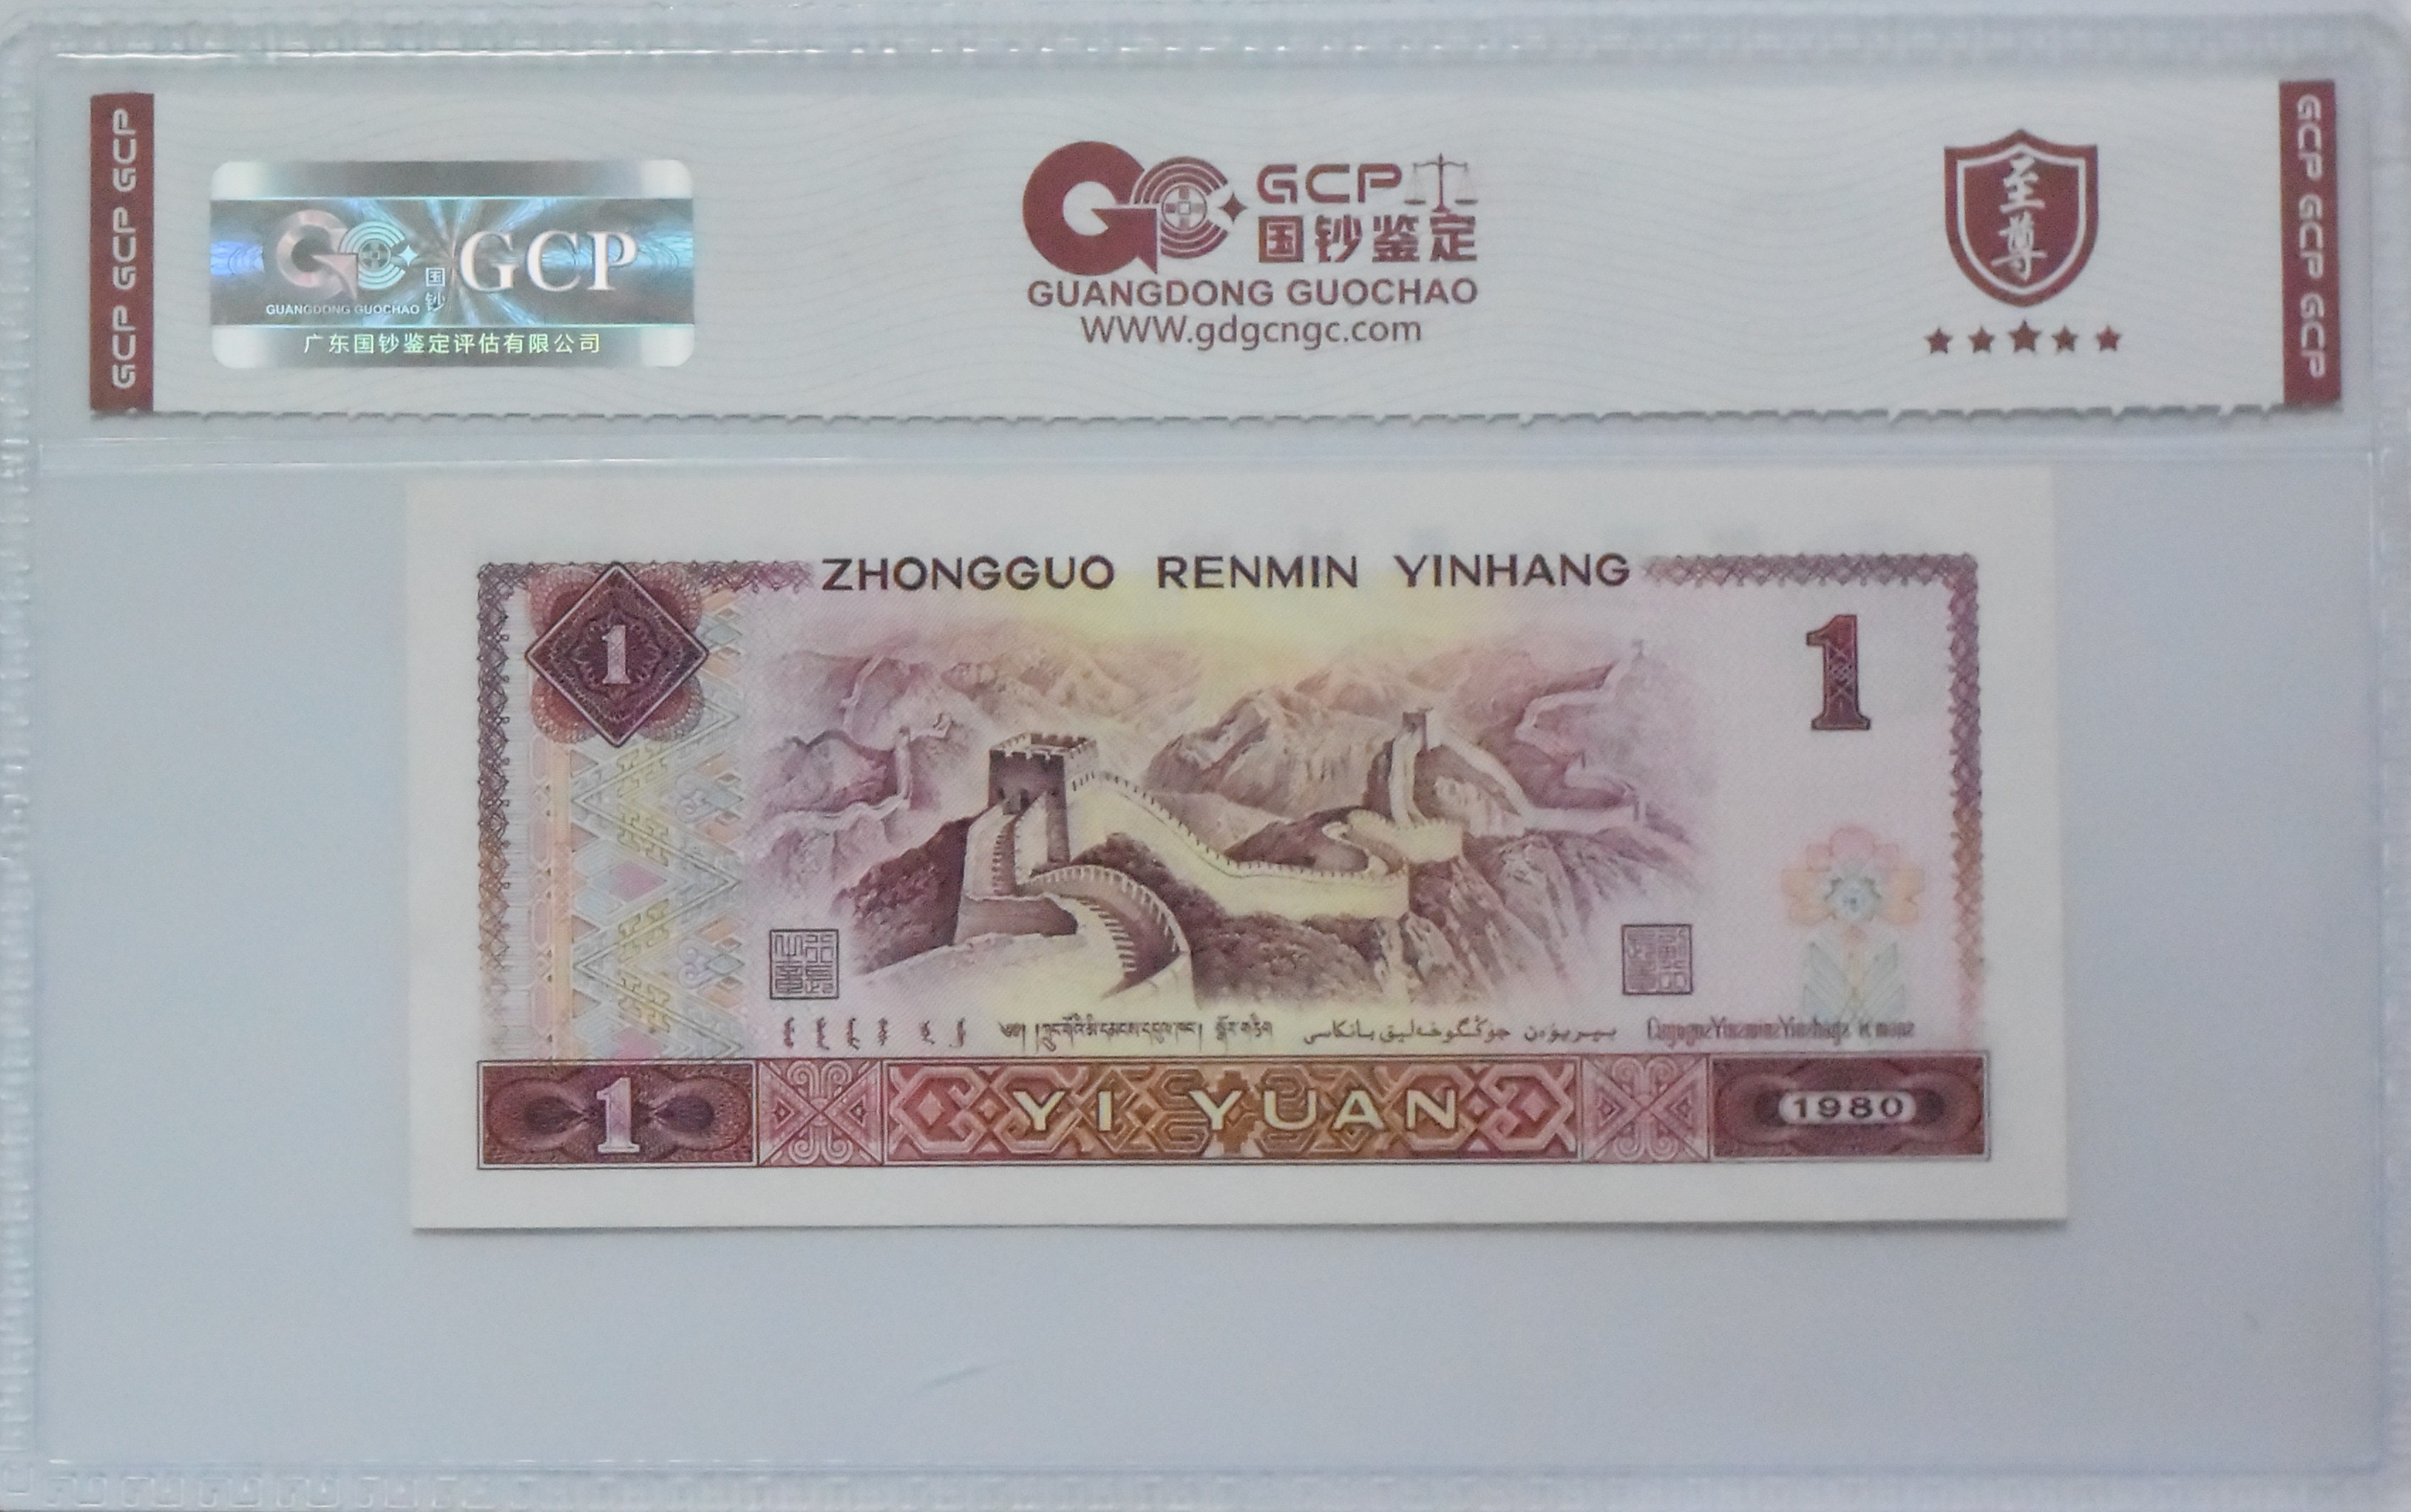 GCP GCP GCP
GCP
国钞
GUANGDONG GUOCHAO
广东国钞鉴定评估有限公司
GCP
国钞鉴定
GUANGDONG GUOCHAO
WWW.gdgcngc.com
至尊
GCP GCP GCP
ZHONGGUO RENMIN YINHANG
1
1
1
YI YUAN
1980